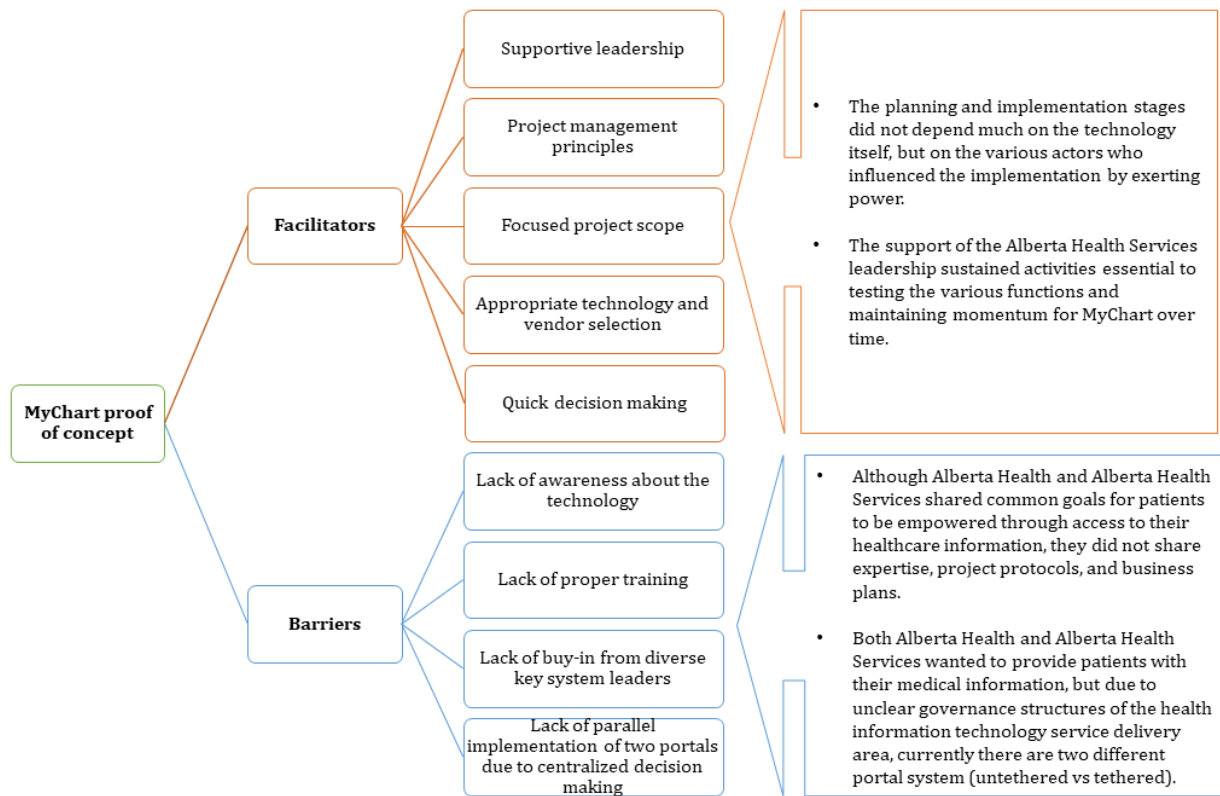 MyChart proof
of concept
Facilitators
Supportive leadership
Project management
principles
Focused project scope
Appropriate technology and
vendor selection
Quick decision making
• The planning and implementation stages
did not depend much on the technology
itself, but on the various actors who
influenced the implementation by exerting
power.
• The support of the Alberta Health Services
leadership sustained activities essential to
testing the various functions and
maintaining momentum for MyChart over
time.
Barriers
Lack of awareness about the
technology
Lack of proper training
Lack of buy-in from diverse
key system leaders
Lack of parallel
implementation of two portals
due to centralized decision
making
• Although Alberta Health and Alberta Health
Services shared common goals for patients
to be empowered through access to their
healthcare information, they did not share
expertise, project protocols, and business
plans.
• Both Alberta Health and Alberta Health
Services wanted to provide patients with
their medical information, but due to
unclear governance structures of the health
information technology service delivery
area, currently there are two different
portal system (untethered vs tethered).